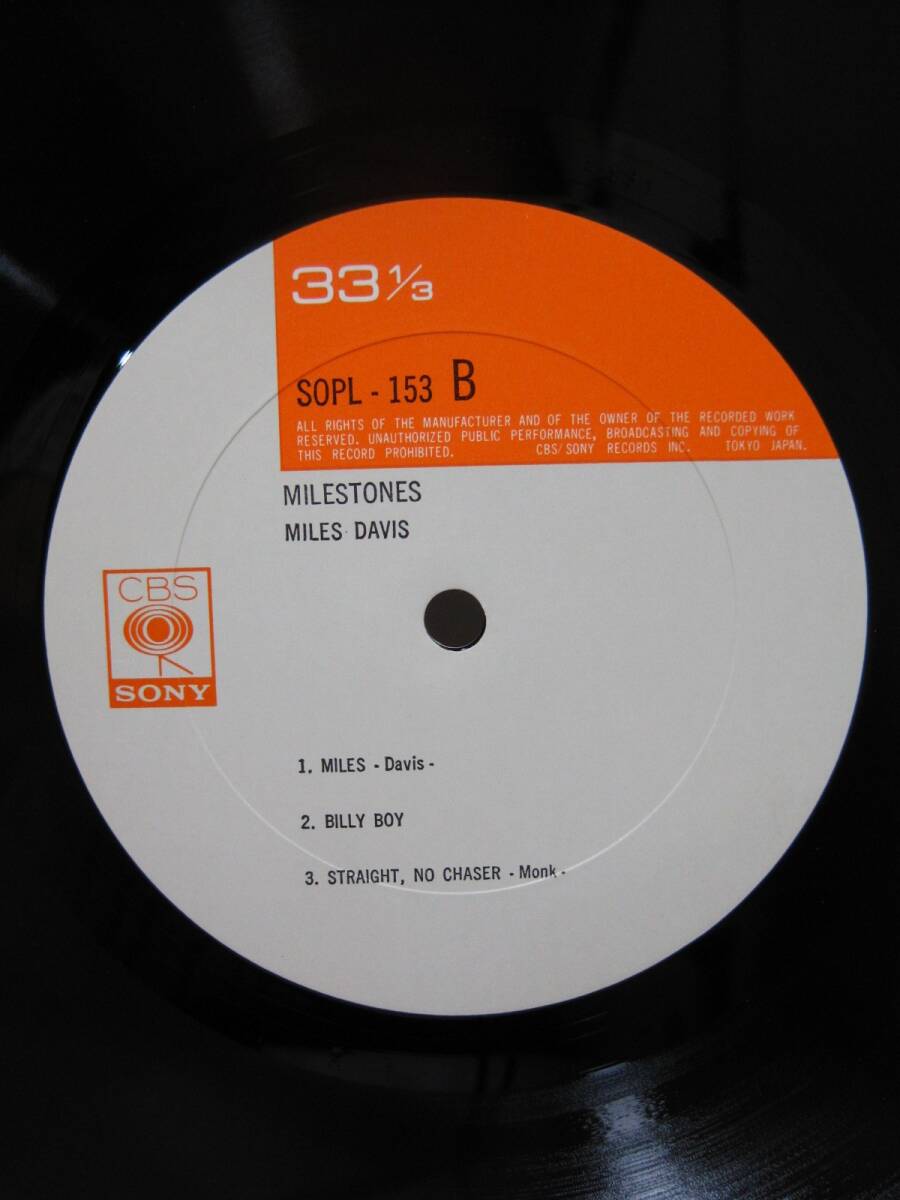 33 1/3
SOPL - 153 B
ALL RIGHTS OF THE MANUFACTURER AND OF THE OWNER OF THE RECORDED WORK
RESERVED. UNAUTHORIZED PUBLIC PERFORMANCE, BROADCASTING AND COPYING OF
THIS RECORD PROHIBITED. CBS/SONY RECORDS INC. TOKYO JAPAN.
MILESTONES
MILES DAVIS
CBS
SONY
1. MILES - Davis -
2. BILLY BOY
3. STRAIGHT, NO CHASER - Monk -